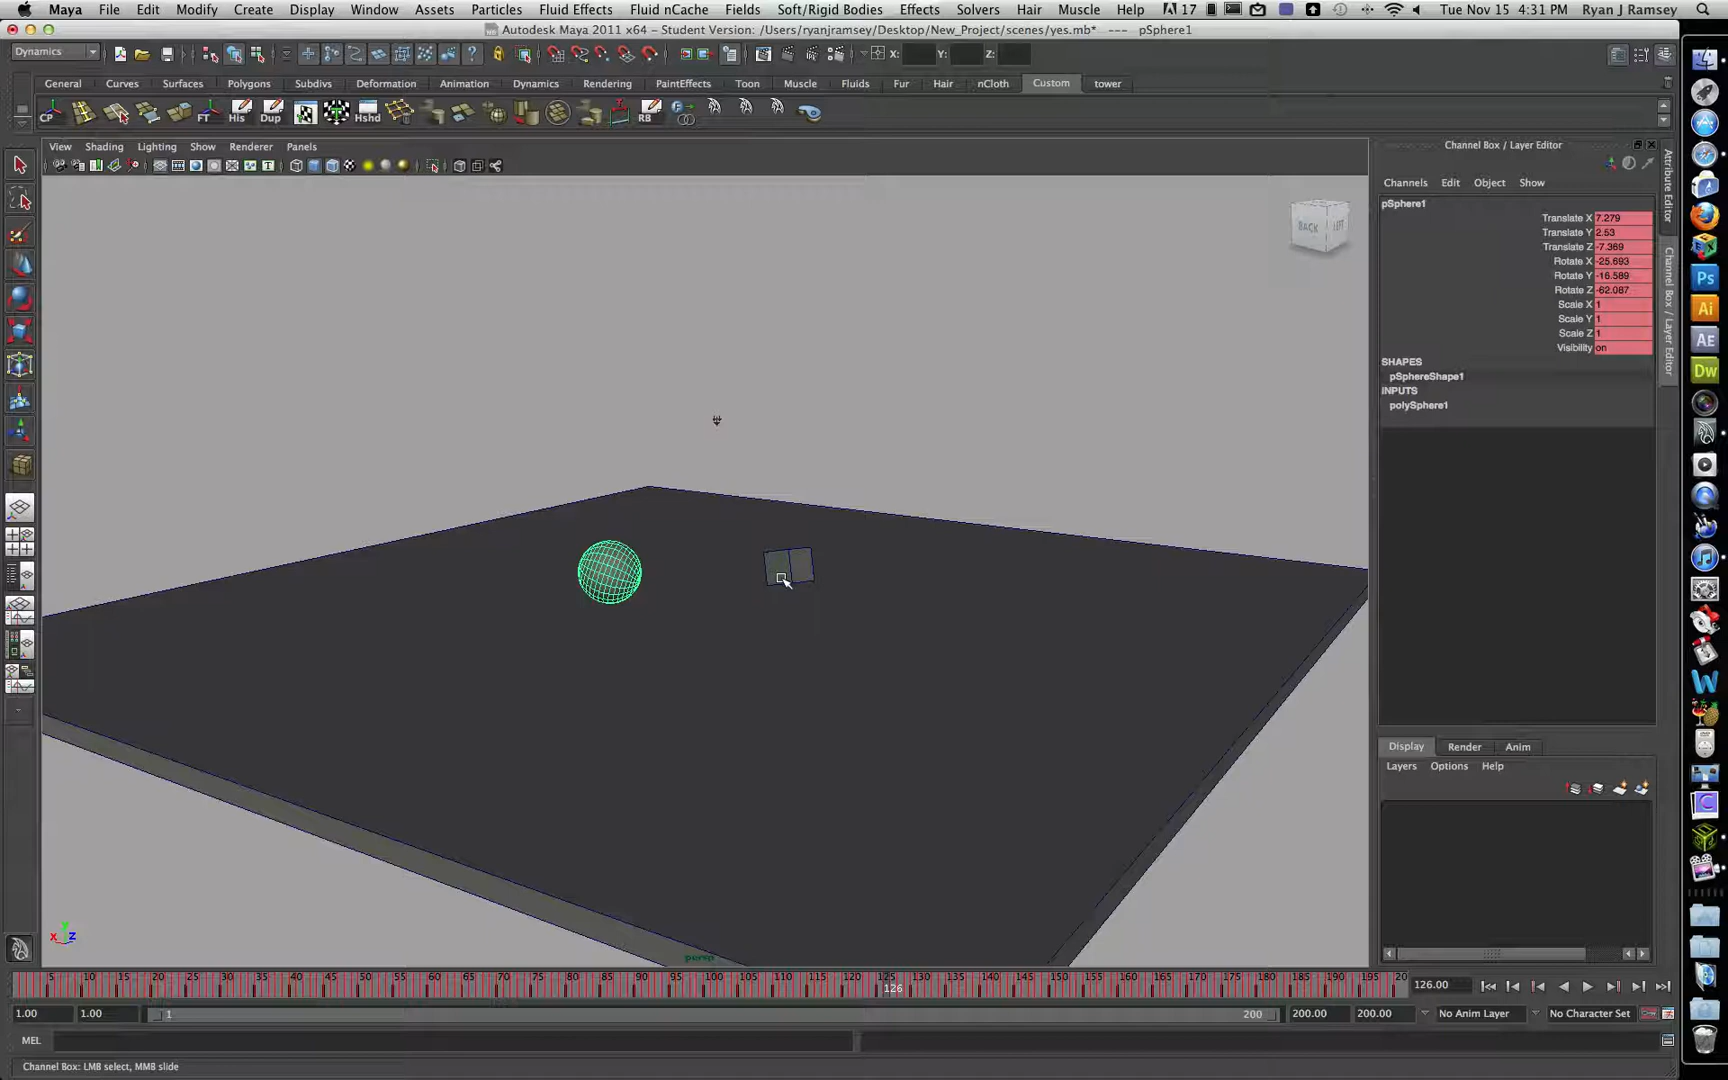 Maya File Edit Modify Create Display Window Assets Particles Fluid Effects Fluid nCache Fields Soft/Rigid Bodies Effects Solvers Hair Muscle Help 17 Tue Nov 15 4:31 PM Ryan J Ramsey
Autodesk Maya 2011 x64 – Student Version: /Users/ryanjramsey/Desktop/New_Project/scenes/yes.mb* --- pSphere1
Dynamics X: Y: Z:
General Curves Surfaces Polygons Subdivs Deformation Animation Rendering PaintEffects Toon Muscle Fluids Fur Hair nCloth Custom tower
Dynamics
CP FT His Dup Hshd RB
View Shading Lighting Show Renderer Panels
Channel Box / Layer Editor
Channels Edit Object Show
pSphere1
Translate X 7.279
Translate Y 2.53
Translate Z -7.369
Rotate X -25.693
Rotate Y -16.589
Rotate Z -62.087
Scale X 1
Scale Y 1
Scale Z 1
Visibility on
SHAPES
pSphereShape1
INPUTS
polySphere1
Attribute Editor
Channel Box / Layer Editor
BACK
Ps
Ai
AE
Dw
W
Display Render Anim
Layers Options Help
x y z
persp
5 10 15 20 25 30 35 40 45 50 55 60 65 70 75 80 85 90 95 100 105 110 115 120 125 130 135 140 145 150 155 160 165 170 175 180 185 190 195 20
126
126.00
1.00 1.00 1 200 200.00 200.00 No Anim Layer No Character Set
MEL
Channel Box: LMB select, MMB slide